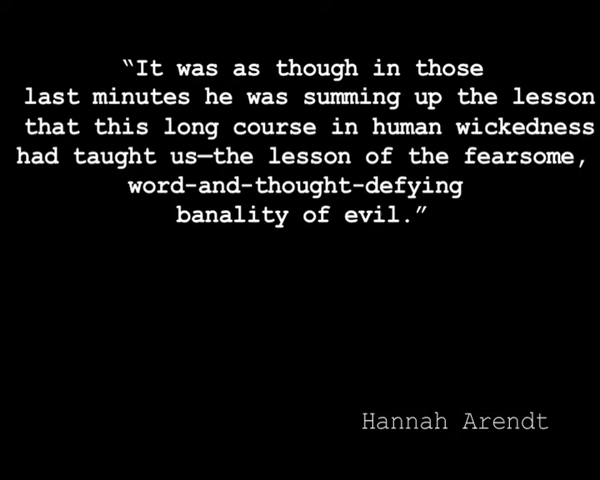 “It was as though in those
last minutes he was summing up the lesson
that this long course in human wickedness
had taught us—the lesson of the fearsome,
word-and-thought-defying
banality of evil.”
Hannah Arendt